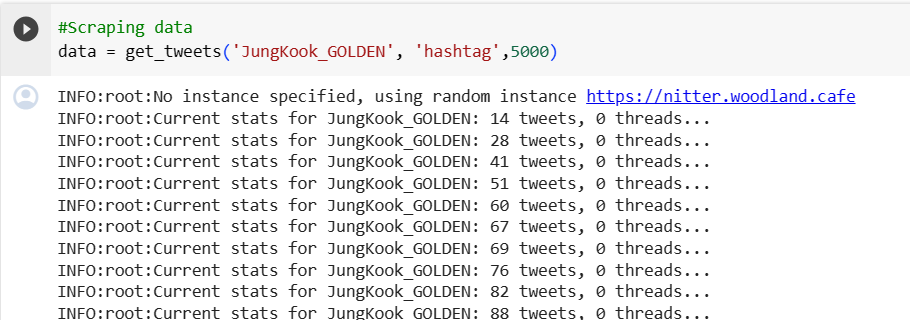 #Scraping data
data = get_tweets('JungKook_GOLDEN', 'hashtag',5000)
INFO:root:No instance specified, using random instance https://nitter.woodland.cafe
INFO:root:Current stats for JungKook_GOLDEN: 14 tweets, 0 threads...
INFO:root:Current stats for JungKook_GOLDEN: 28 tweets, 0 threads...
INFO:root:Current stats for JungKook_GOLDEN: 41 tweets, 0 threads...
INFO:root:Current stats for JungKook_GOLDEN: 51 tweets, 0 threads...
INFO:root:Current stats for JungKook_GOLDEN: 60 tweets, 0 threads...
INFO:root:Current stats for JungKook_GOLDEN: 67 tweets, 0 threads...
INFO:root:Current stats for JungKook_GOLDEN: 69 tweets, 0 threads...
INFO:root:Current stats for JungKook_GOLDEN: 76 tweets, 0 threads...
INFO:root:Current stats for JungKook_GOLDEN: 82 tweets, 0 threads...
INFO:root:Current stats for JungKook_GOLDEN: 88 tweets, 0 threads...